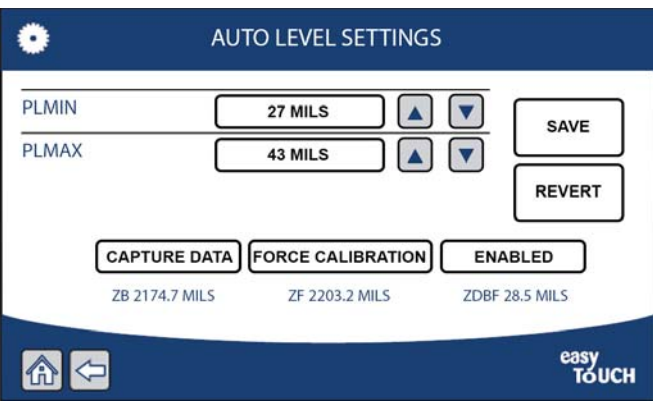 AUTO LEVEL SETTINGS
PLMIN 27 MILS
SAVE
PLMAX 43 MILS
REVERT
CAPTURE DATA FORCE CALIBRATION ENABLED
ZB 2174.7 MILS ZF 2203.2 MILS ZDBF 28.5 MILS
easy
TOUCH